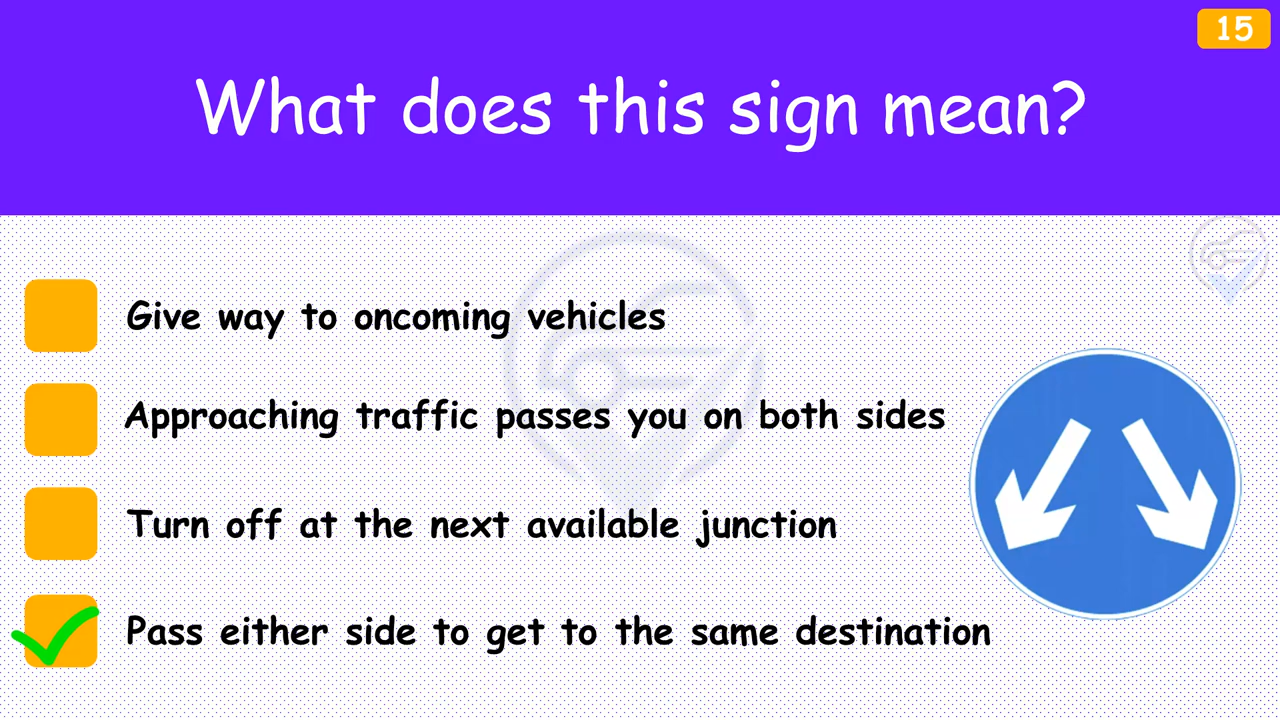 15
What does this sign mean?
Give way to oncoming vehicles
Approaching traffic passes you on both sides
Turn off at the next available junction
Pass either side to get to the same destination